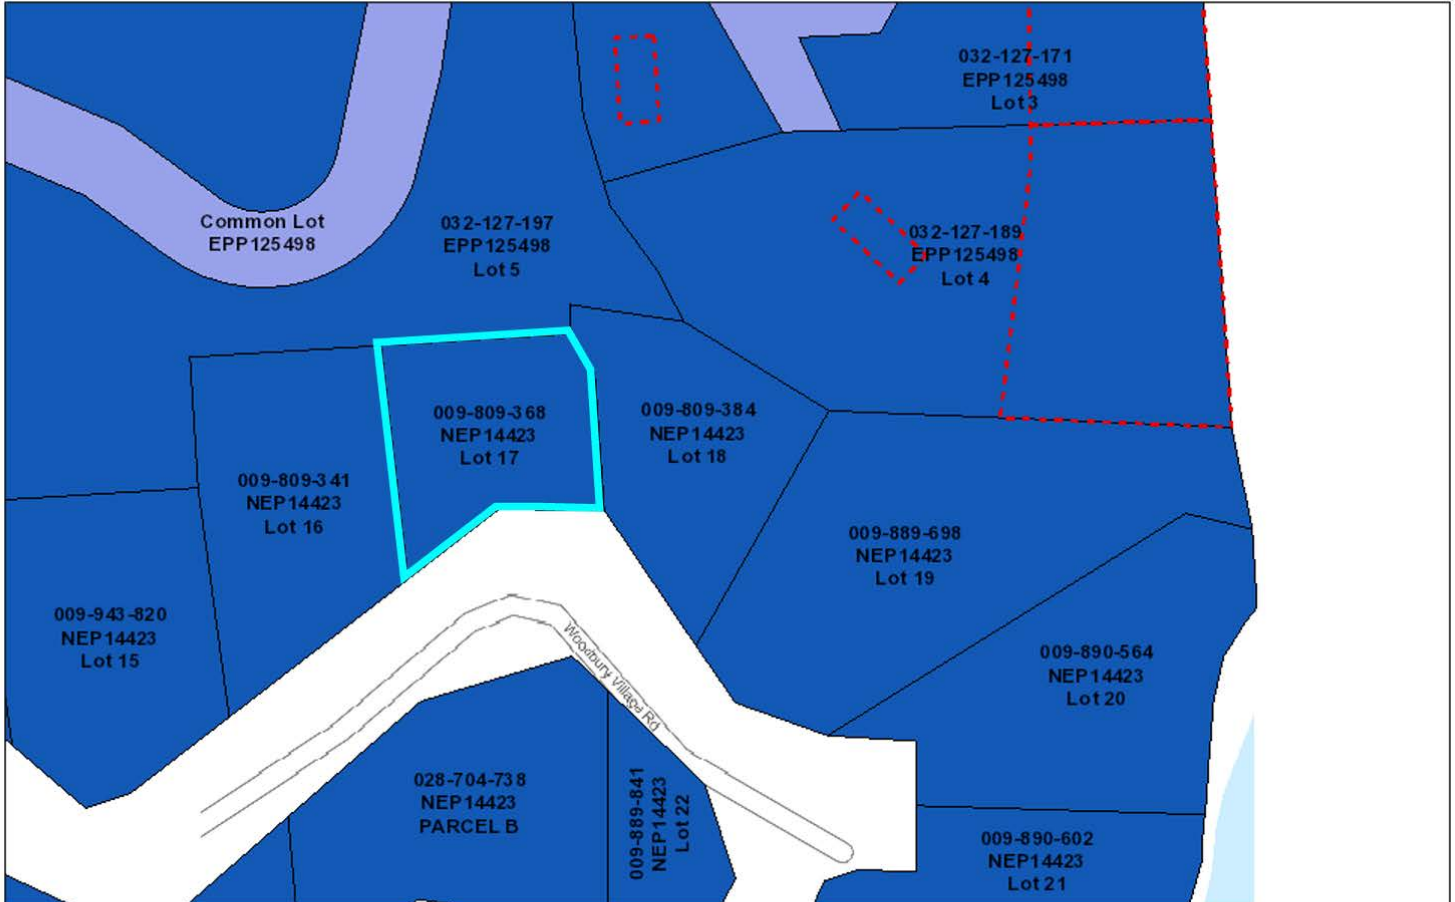 032-127-171
EPP125498
Lot 3
Common Lot
EPP125498
032-127-197
EPP125498
Lot 5
032-127-189
EPP125498
Lot 4
009-809-368
NEP14423
Lot 17
009-809-384
NEP14423
Lot 18
009-809-341
NEP14423
Lot 16
009-889-698
NEP14423
Lot 19
009-943-820
NEP14423
Lot 15
009-890-564
NEP14423
Lot 20
Woodbury Village Rd
028-704-738
NEP14423
PARCEL B
009-889-841
NEP14423
Lot 22
009-890-602
NEP14423
Lot 21